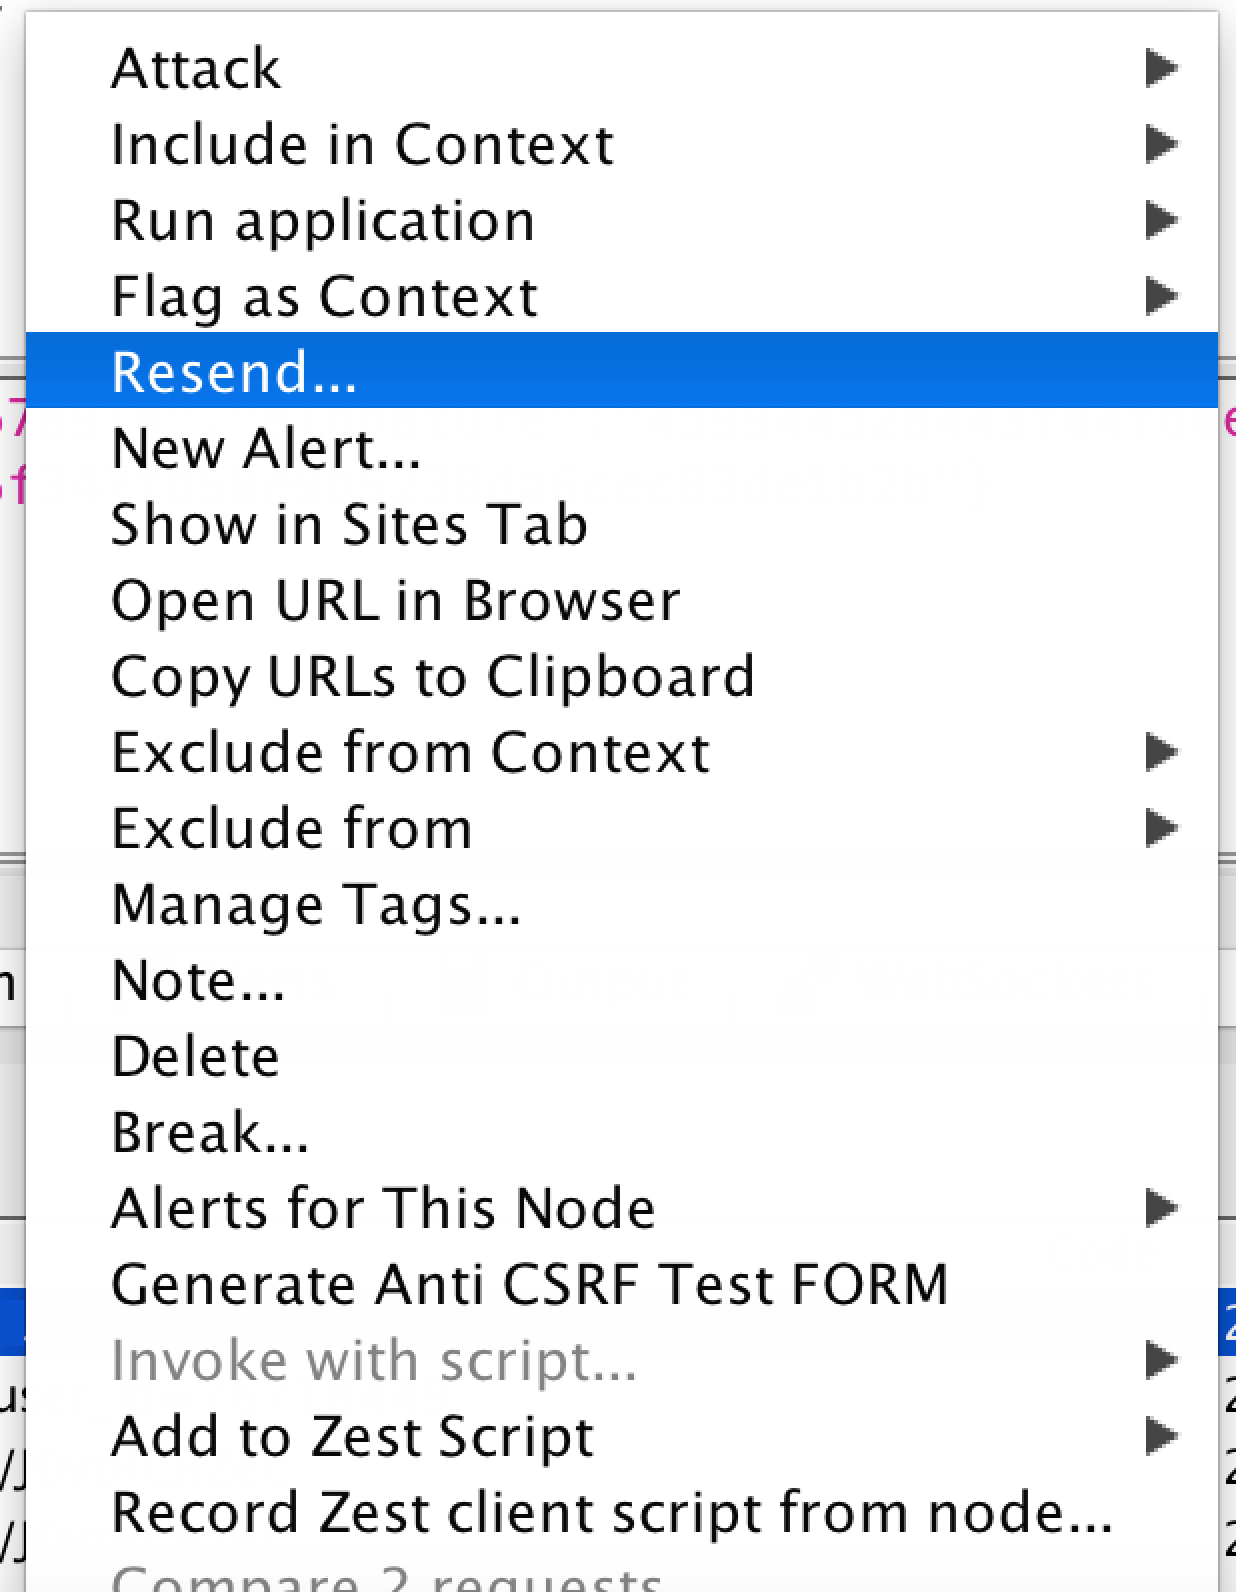 Attack
Include in Context
Run application
Flag as Context
Resend...
New Alert...
Show in Sites Tab
Open URL in Browser
Copy URLs to Clipboard
Exclude from Context
Exclude from
Manage Tags...
Note...
Delete
Break...
Alerts for This Node
Generate Anti CSRF Test FORM
Invoke with script...
Add to Zest Script
Record Zest client script from node...
Compare 2 requests